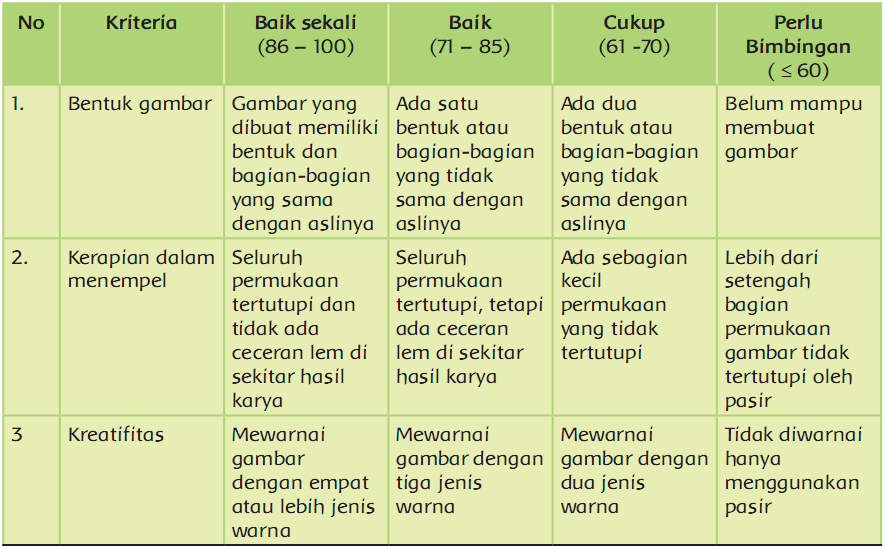 No
Kriteria
Baik sekali
(86 – 100)
Baik
(71 – 85)
Cukup
(61 -70)
Perlu
Bimbingan
( ≤ 60)
1.
Bentuk gambar
Gambar yang
dibuat memiliki
bentuk dan
bagian-bagian
yang sama
dengan aslinya
Ada satu
bentuk atau
bagian-bagian
yang tidak
sama dengan
aslinya
Ada dua
bentuk atau
bagian-bagian
yang tidak
sama dengan
aslinya
Belum mampu
membuat
gambar
2.
Kerapian dalam
menempel
Seluruh
permukaan
tertutupi dan
tidak ada
ceceran lem di
sekitar hasil
karya
Seluruh
permukaan
tertutupi, tetapi
ada ceceran
lem di sekitar
hasil karya
Ada sebagian
kecil
permukaan
yang tidak
tertutupi
Lebih dari
setengah
bagian
permukaan
gambar tidak
tertutupi oleh
pasir
3
Kreatifitas
Mewarnai
gambar
dengan empat
atau lebih jenis
warna
Mewarnai
gambar dengan
tiga jenis
warna
Mewarnai
gambar dengan
dua jenis
warna
Tidak diwarnai
hanya
menggunakan
pasir